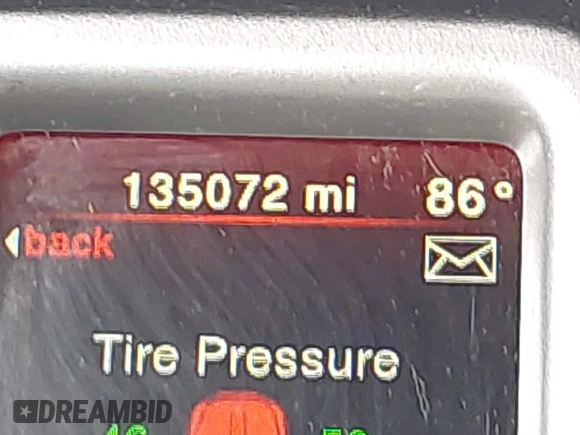 135072 mi 86°
back
Tire Pressure
DREAMBID